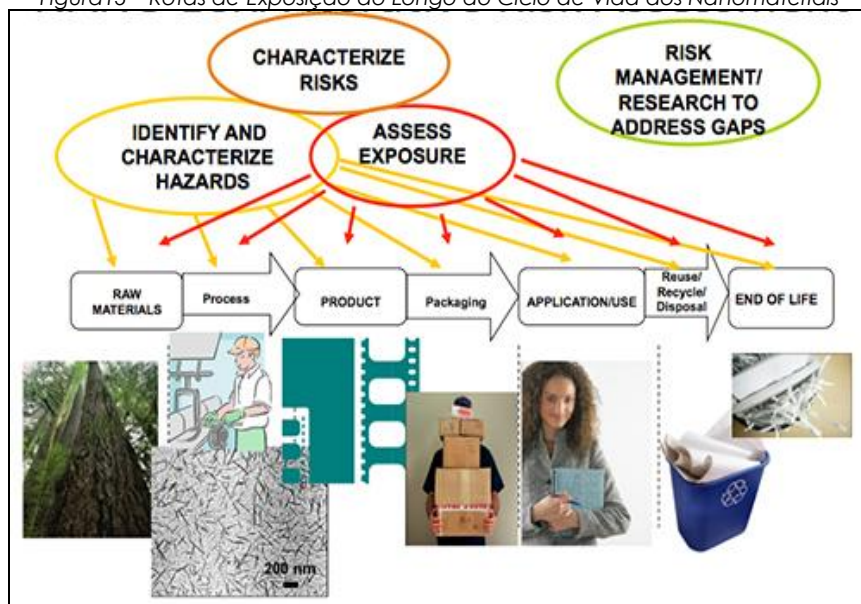 Figura13 - Rotas de Exposição ao Longo do Ciclo de Vida dos Nanomateriais
CHARACTERIZE
RISKS
RISK
MANAGEMENT/
RESEARCH TO
ADDRESS GAPS
IDENTIFY AND
CHARACTERIZE
HAZARDS
ASSESS
EXPOSURE
RAW
MATERIALS
Process
PRODUCT
Packaging
APPLICATION/USE
Reuse/
Recycle/
Disposal
END OF LIFE
200 nm